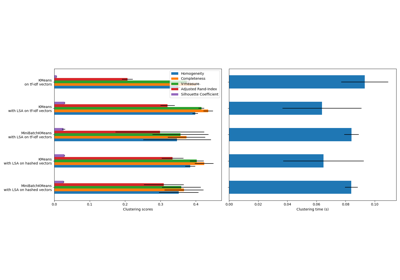 Homogeneity
Completeness
V-measure
Adjusted Rand-Index
Silhouette Coefficient
KMeans
on tf-idf vectors
KMeans
with LSA on tf-idf vectors
MiniBatchKMeans
with LSA on tf-idf vectors
KMeans
with LSA on hashed vectors
MiniBatchKMeans
with LSA on hashed vectors
0.0 0.1 0.2 0.3 0.4
Clustering scores
0.00 0.02 0.04 0.06 0.08 0.10
Clustering time (s)